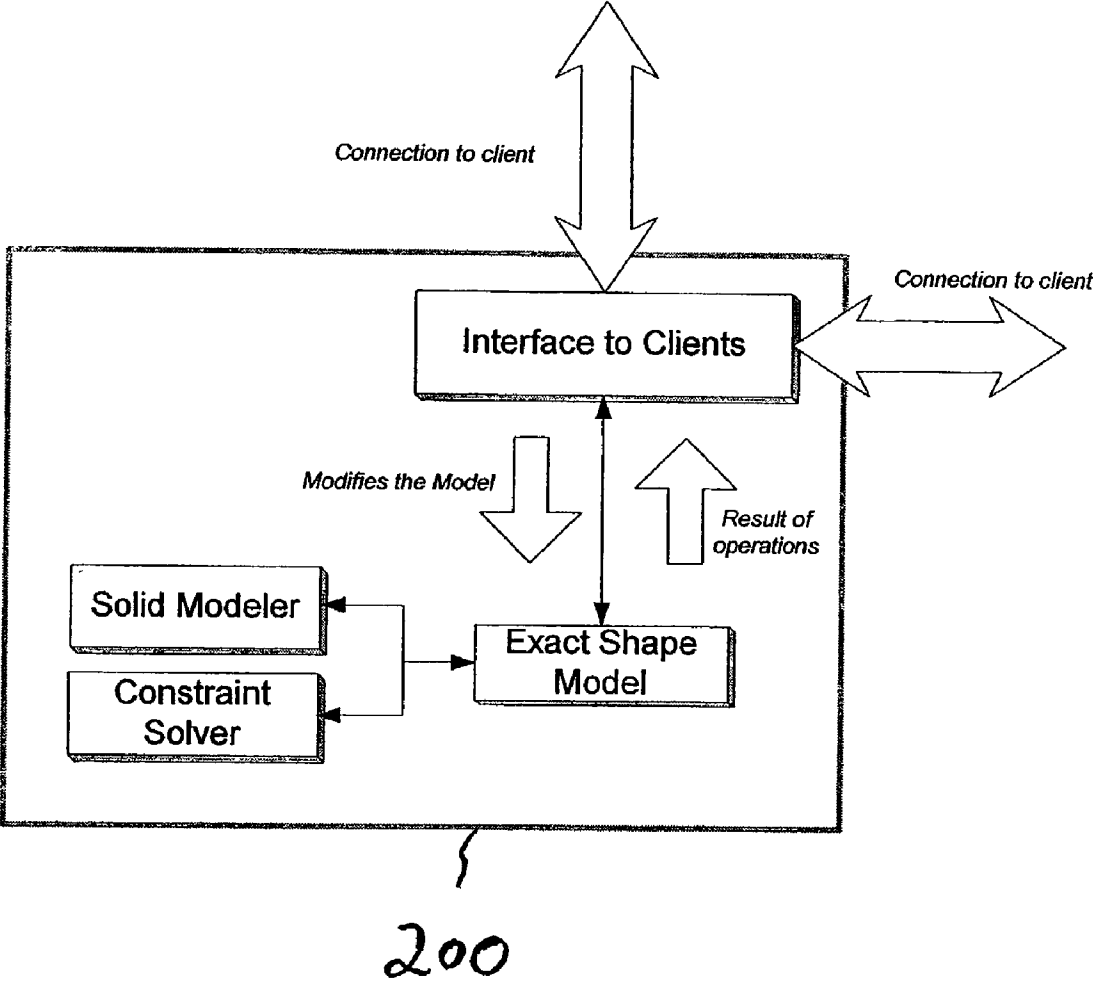 Connection to client
Connection to client
Interface to Clients
Modifies the Model
Result of
operations
Solid Modeler
Exact Shape
Model
Constraint
Solver
200